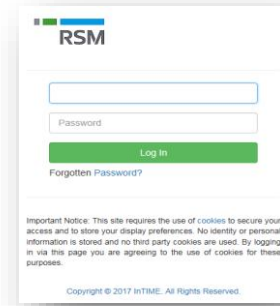 RSM
Password
Log In
Forgotten Password?
Important Notice: This site requires the use of cookies to secure your
access and to store your display preferences. No identity or personal
information is stored and no third party cookies are used. By logging
in via this page you are agreeing to the use of cookies for these
purposes.
Copyright © 2017 InTIME. All Rights Reserved.